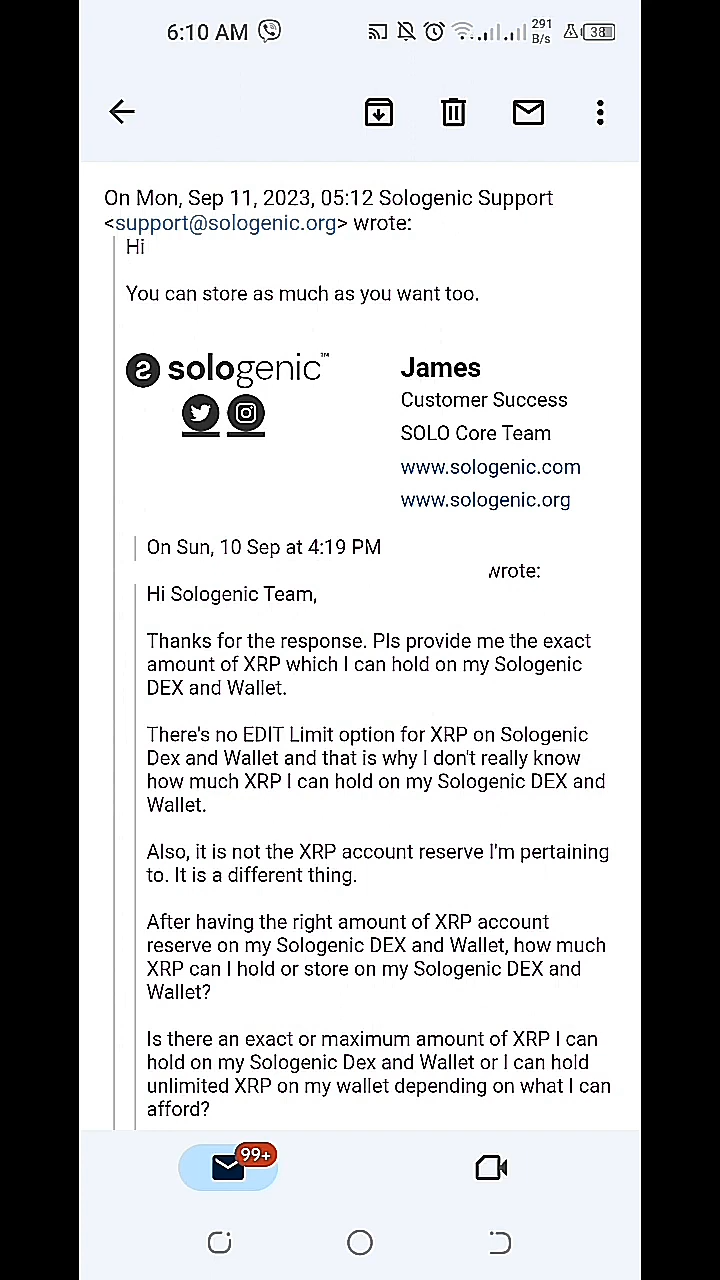 6:10 AM
291
B/s
38
On Mon, Sep 11, 2023, 05:12 Sologenic Support
<support@sologenic.org> wrote:
Hi
You can store as much as you want too.
sologenic™
James
Customer Success
SOLO Core Team
www.sologenic.com
www.sologenic.org
On Sun, 10 Sep at 4:19 PM
wrote:
Hi Sologenic Team,
Thanks for the response. Pls provide me the exact
amount of XRP which I can hold on my Sologenic
DEX and Wallet.
There's no EDIT Limit option for XRP on Sologenic
Dex and Wallet and that is why I don't really know
how much XRP I can hold on my Sologenic DEX and
Wallet.
Also, it is not the XRP account reserve I'm pertaining
to. It is a different thing.
After having the right amount of XRP account
reserve on my Sologenic DEX and Wallet, how much
XRP can I hold or store on my Sologenic DEX and
Wallet?
Is there an exact or maximum amount of XRP I can
hold on my Sologenic Dex and Wallet or I can hold
unlimited XRP on my wallet depending on what I can
afford?
99+